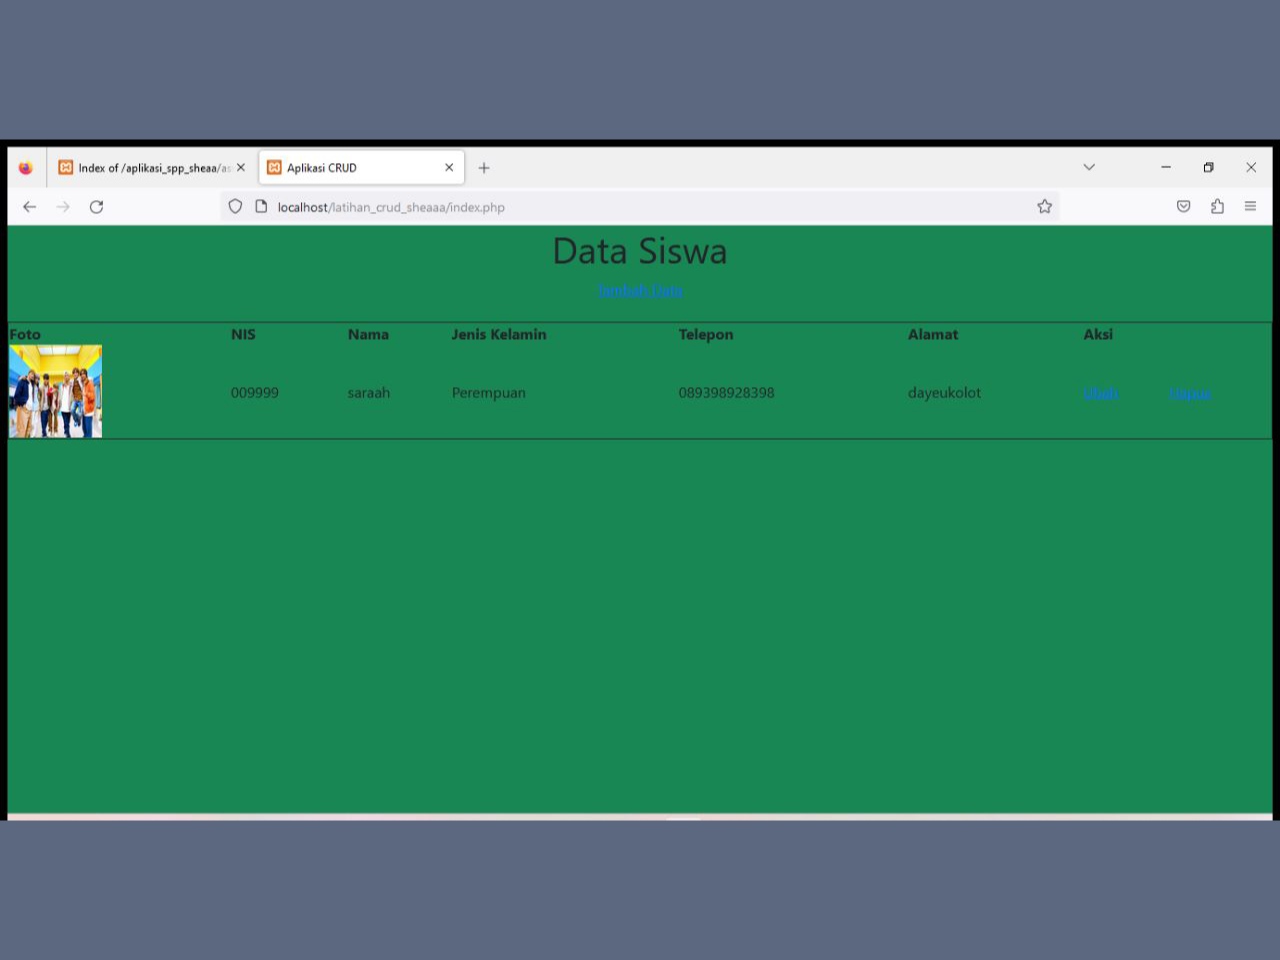 Index of /aplikasi_spp_sheaa/as
Aplikasi CRUD
localhost/latihan_crud_sheaaa/index.php
Data Siswa
Tambah Data
Foto NIS Nama Jenis Kelamin Telepon Alamat Aksi
009999 saraah Perempuan 089398928398 dayeukolot Ubah Hapus